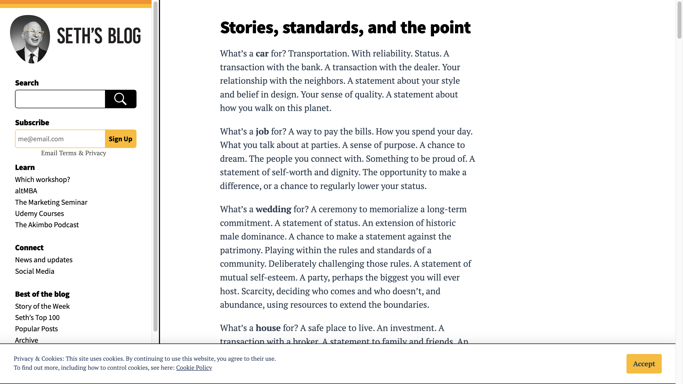 SETH'S BLOG
Search
Subscribe
me@email.com
Sign Up
Email Terms & Privacy
Learn
Which workshop?
altMBA
The Marketing Seminar
Udemy Courses
The Akimbo Podcast
Connect
News and updates
Social Media
Best of the blog
Story of the Week
Seth's Top 100
Popular Posts
Archive
Stories, standards, and the point
What's a car for? Transportation. With reliability. Status. A
transaction with the bank. A transaction with the dealer. Your
relationship with the neighbors. A statement about your style
and belief in design. Your sense of quality. A statement about
how you walk on this planet.
What's a job for? A way to pay the bills. How you spend your day.
What you talk about at parties. A sense of purpose. A chance to
dream. The people you connect with. Something to be proud of. A
statement of self-worth and dignity. The opportunity to make a
difference, or a chance to regularly lower your status.
What's a wedding for? A ceremony to memorialize a long-term
commitment. A statement of status. An extension of historic
male dominance. A chance to make a statement against the
patrimony. Playing within the rules and standards of a
community. Deliberately challenging those rules. A statement of
mutual self-esteem. A party, perhaps the biggest you will ever
host. Scarcity, deciding who comes and who doesn't, and
abundance, using resources to extend the boundaries.
What's a house for? A safe place to live. An investment. A
transaction with a broker. A statement to family and friends. An
Privacy & Cookies: This site uses cookies. By continuing to use this website, you agree to their use.
To find out more, including how to control cookies, see here: Cookie Policy
Accept